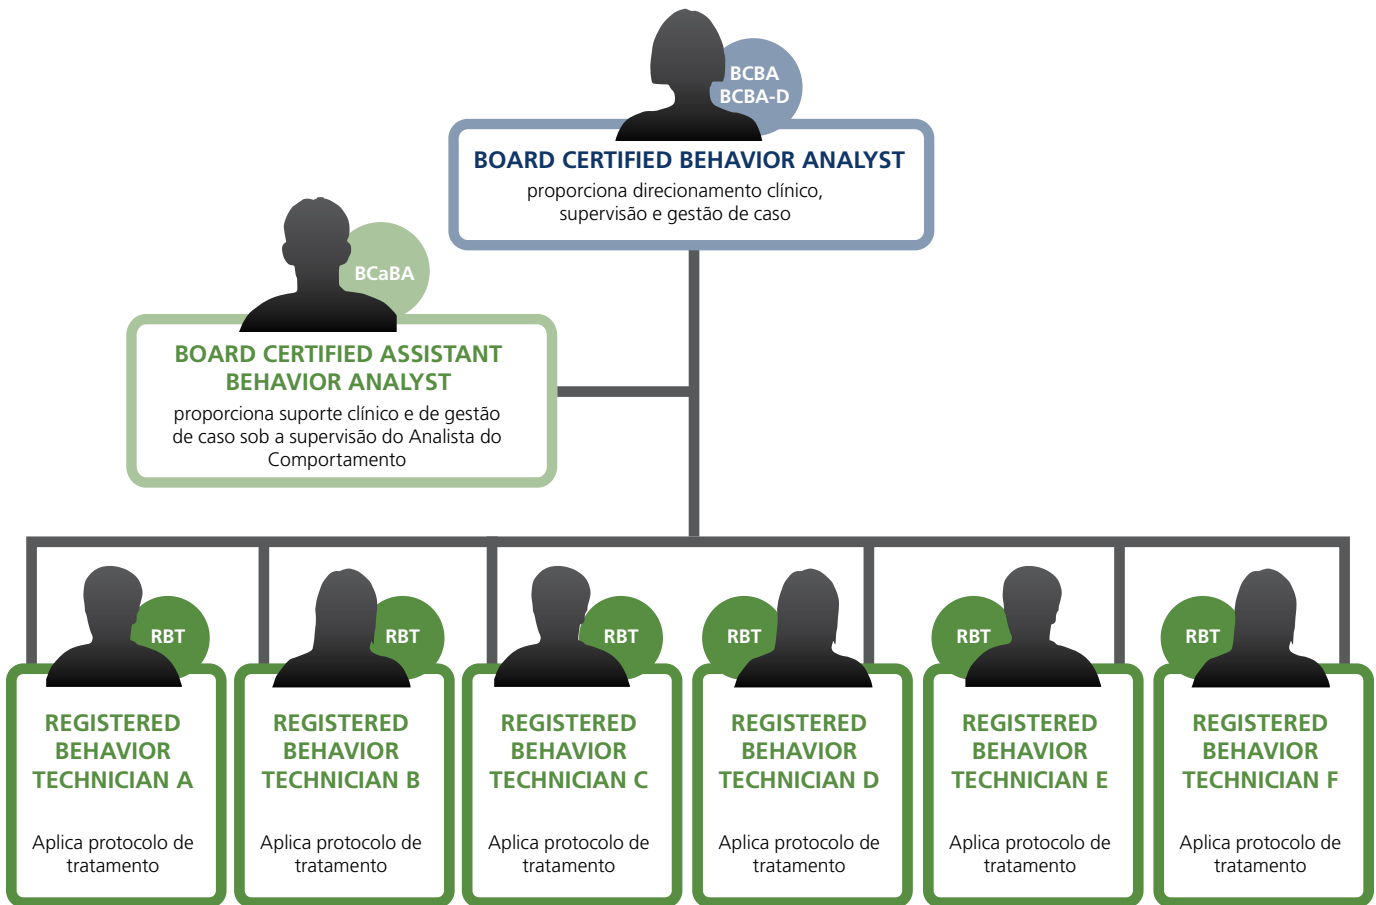 BCBA
BCBA-D
BOARD CERTIFIED BEHAVIOR ANALYST
proporciona direcionamento clínico,
supervisão e gestão de caso
BCaBA
BOARD CERTIFIED ASSISTANT
BEHAVIOR ANALYST
proporciona suporte clínico e de gestão
de caso sob a supervisão do Analista do
Comportamento
RBT
REGISTERED
BEHAVIOR
TECHNICIAN A
Aplica protocolo de
tratamento
RBT
REGISTERED
BEHAVIOR
TECHNICIAN B
Aplica protocolo de
tratamento
RBT
REGISTERED
BEHAVIOR
TECHNICIAN C
Aplica protocolo de
tratamento
RBT
REGISTERED
BEHAVIOR
TECHNICIAN D
Aplica protocolo de
tratamento
RBT
REGISTERED
BEHAVIOR
TECHNICIAN E
Aplica protocolo de
tratamento
RBT
REGISTERED
BEHAVIOR
TECHNICIAN F
Aplica protocolo de
tratamento